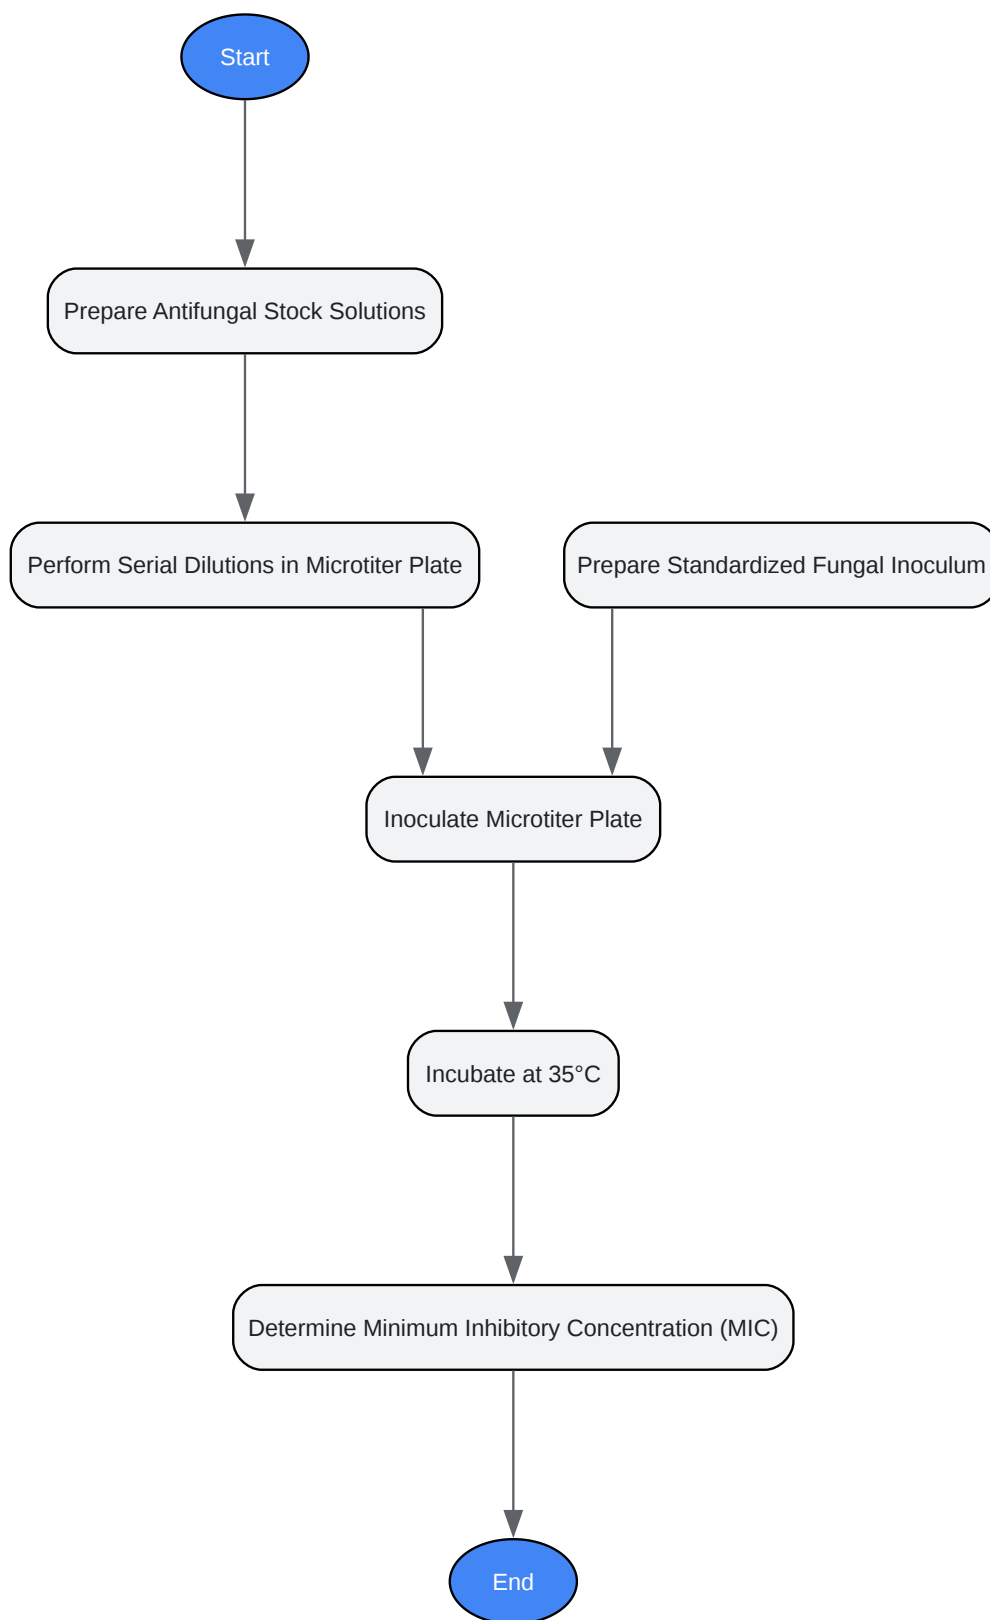 Start
Prepare Antifungal Stock Solutions
Perform Serial Dilutions in Microtiter Plate
Prepare Standardized Fungal Inoculum
Inoculate Microtiter Plate
Incubate at 35°C
Determine Minimum Inhibitory Concentration (MIC)
End